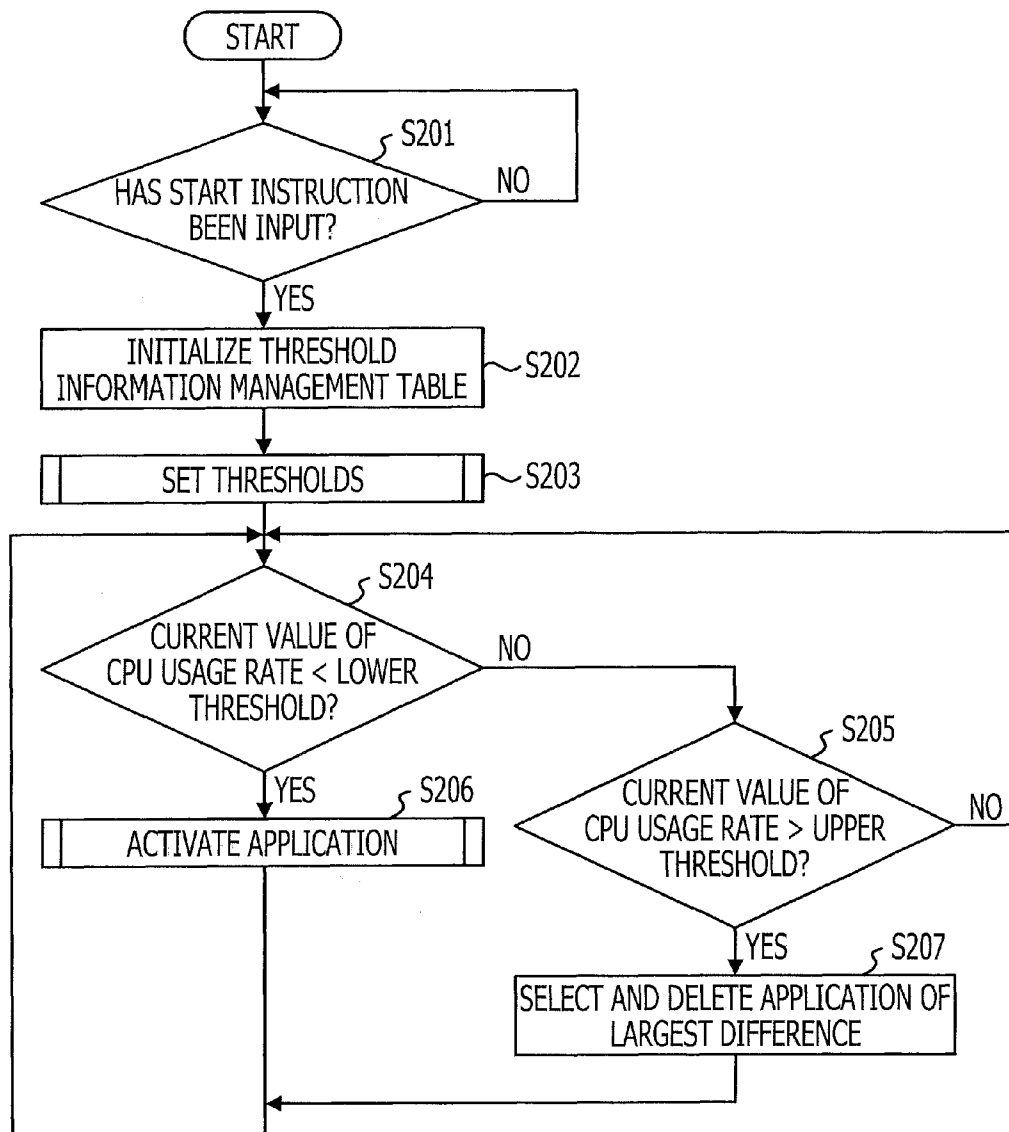 START
S201
HAS START INSTRUCTION
BEEN INPUT?
NO
YES
INITIALIZE THRESHOLD
INFORMATION MANAGEMENT TABLE
S202
SET THRESHOLDS
S203
S204
CURRENT VALUE OF
CPU USAGE RATE < LOWER
THRESHOLD?
NO
YES
S205
CURRENT VALUE OF
CPU USAGE RATE > UPPER
THRESHOLD?
NO
S206
ACTIVATE APPLICATION
YES
S207
SELECT AND DELETE APPLICATION OF
LARGEST DIFFERENCE